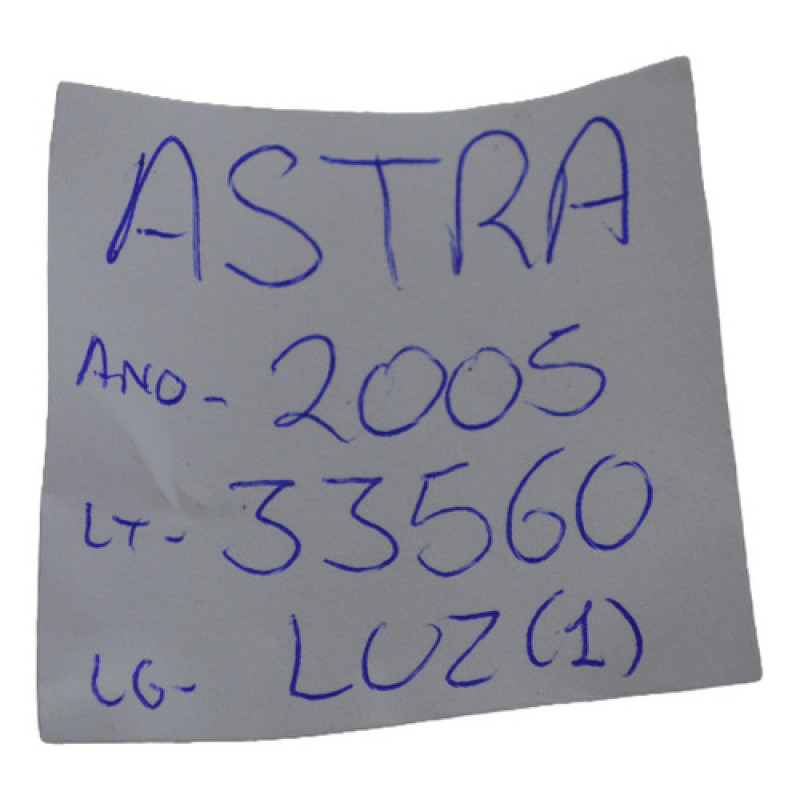 ASTRA
ANO- 2005
LT- 33560
LG- LUZ(1)